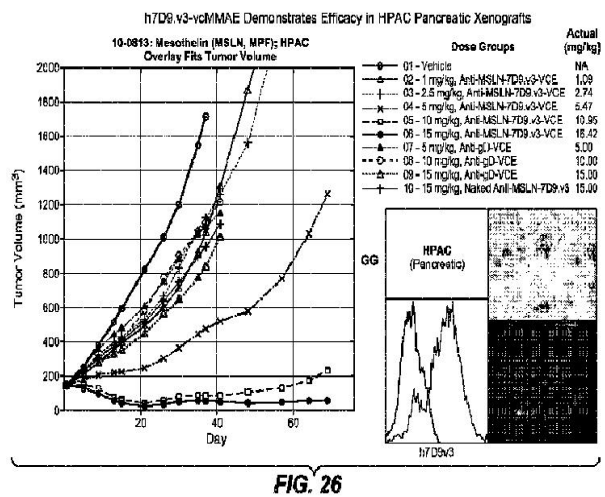 h7D9.v3-vcMMAE Demonstrates Efficacy in HPAC Pancreatic Xenografts
10-0813: Mesothelin (MSLN, MPF); HPAC
Overlay Fits Tumor Volume
Dose Groups
Actual
(mg/kg)
01 - Vehicle NA
02 - 1 mg/kg, Anti-MSLN-7D9.v3-VCE 1.09
03 - 2.5 mg/kg, Anti-MSLN-7D9.v3-VCE 2.74
04 - 5 mg/kg, Anti-MSLN-7D9.v3-VCE 5.47
05 - 10 mg/kg, Anti-MSLN-7D9.v3-VCE 10.95
06 - 15 mg/kg, Anti-MSLN-7D9.v3-VCE 16.42
07 - 5 mg/kg, Anti-gD-VCE 5.00
08 - 10 mg/kg, Anti-gD-VCE 10.00
09 - 15 mg/kg, Anti-gD-VCE 15.00
10 - 15 mg/kg, Naked Anti-MSLN-7D9.v3 15.00
Tumor Volume (mm3)
2000
1800
1600
1400
1200
1000
800
600
400
200
0
0 20 40 60
Day
GG
HPAC
(Pancreatic)
h7D9v3
FIG. 26